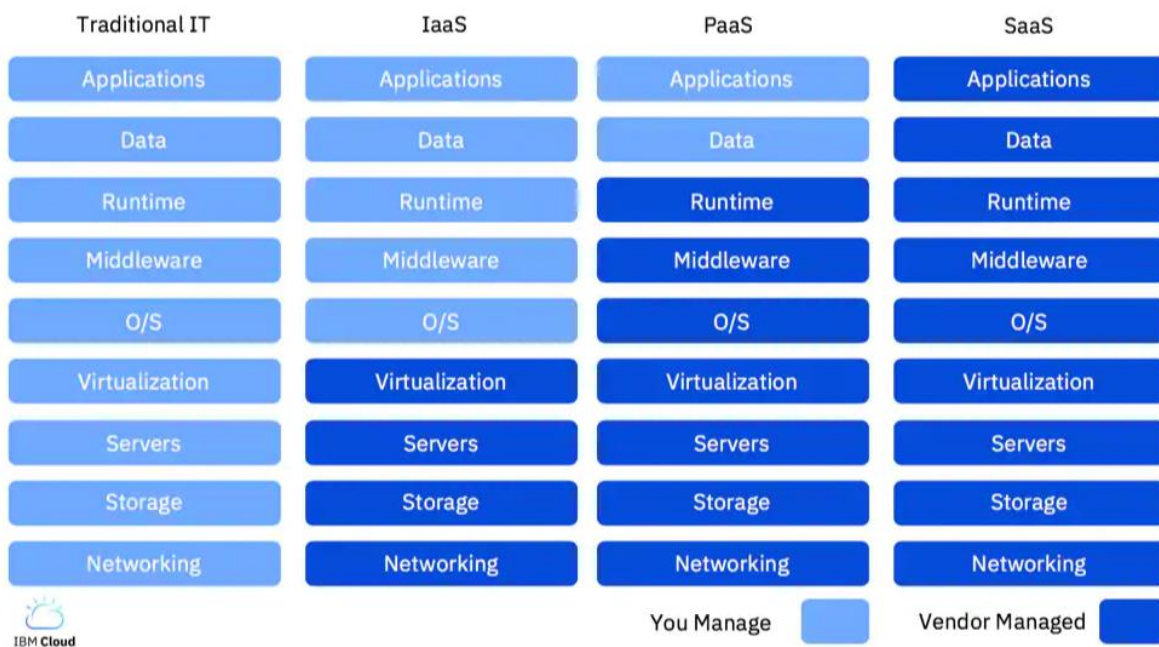 Traditional IT IaaS PaaS SaaS
Applications Applications Applications Applications
Data Data Data Data
Runtime Runtime Runtime Runtime
Middleware Middleware Middleware Middleware
O/S O/S O/S O/S
Virtualization Virtualization Virtualization Virtualization
Servers Servers Servers Servers
Storage Storage Storage Storage
Networking Networking Networking Networking
You Manage Vendor Managed
IBM Cloud